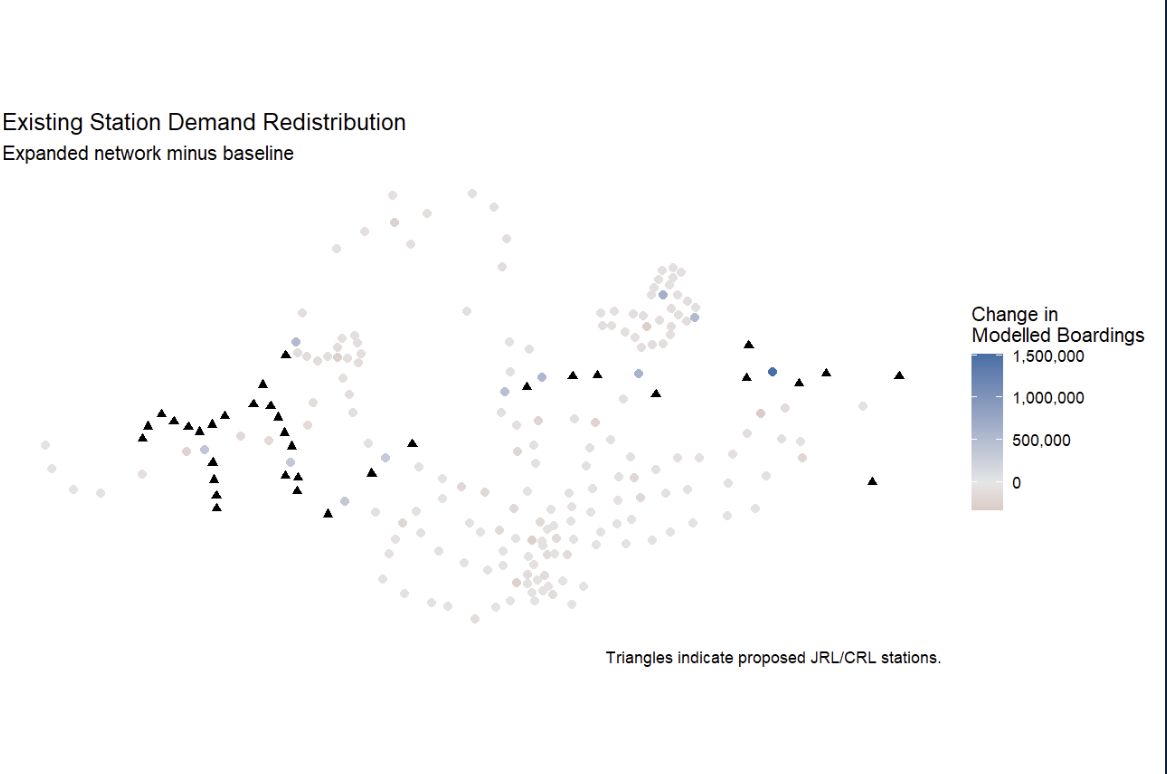 Existing Station Demand Redistribution
Expanded network minus baseline
Change in
Modelled Boardings
1,500,000
1,000,000
500,000
0
Triangles indicate proposed JRL/CRL stations.